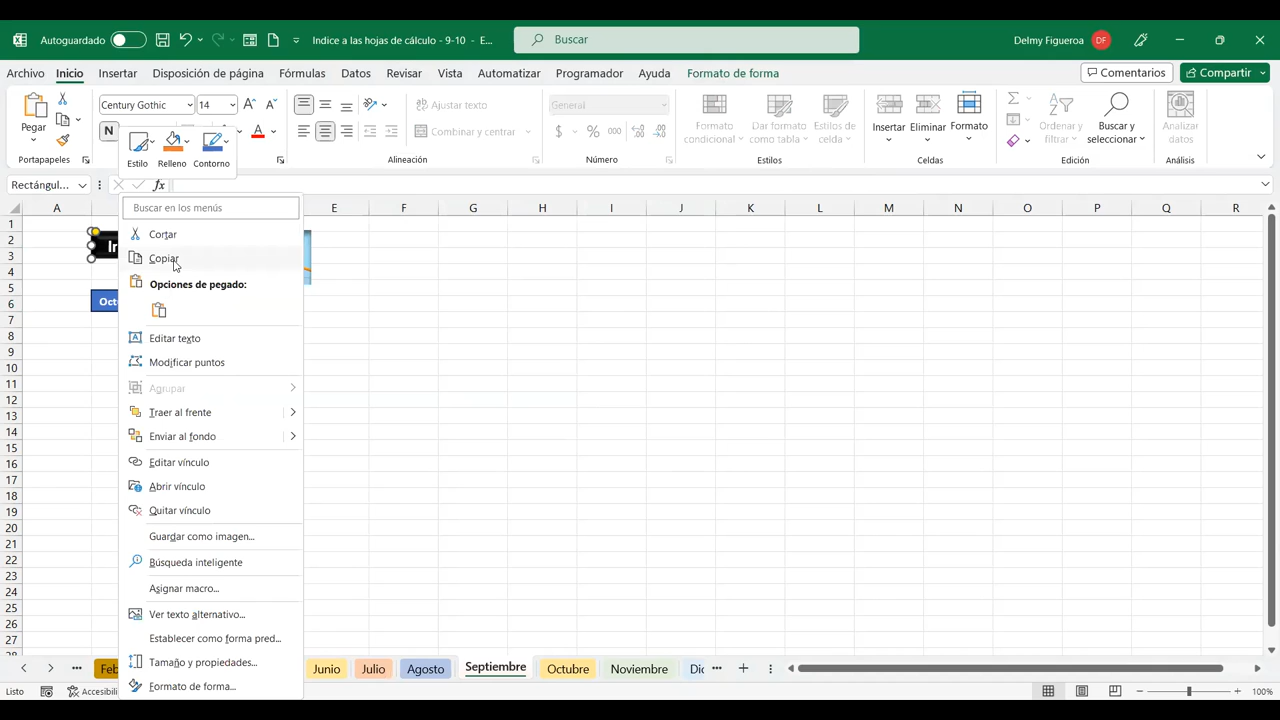 Autoguardado
Indice a las hojas de cálculo - 9-10 - E...
Buscar
Delmy Figueroa
DF
Archivo
Inicio
Insertar
Disposición de página
Fórmulas
Datos
Revisar
Vista
Automatizar
Programador
Ayuda
Formato de forma
Comentarios
Compartir
Pegar
Portapapeles
Century Gothic
14
N
Estilo
Relleno
Contorno
Ajustar texto
Combinar y centrar
Alineación
General
$ % 000
Número
Formato condicional
Dar formato como tabla
Estilos de celda
Estilos
Insertar
Eliminar
Formato
Celdas
Ordenar y filtrar
Buscar y seleccionar
Edición
Analizar datos
Análisis
Rectángul...
fx
A E F G H I J K L M N O P Q R
1
2
3
4
5
6
7
8
9
10
11
12
13
14
15
16
17
18
19
20
21
22
23
24
25
26
27
Buscar en los menús
Cortar
Copiar
Opciones de pegado:
Editar texto
Modificar puntos
Agrupar
Traer al frente
Enviar al fondo
Editar vínculo
Abrir vínculo
Quitar vínculo
Guardar como imagen...
Búsqueda inteligente
Asignar macro...
Ver texto alternativo...
Establecer como forma pred...
Tamaño y propiedades...
Formato de forma...
Feb
Junio
Julio
Agosto
Septiembre
Octubre
Noviembre
Dic
Listo
Accesibili
100%